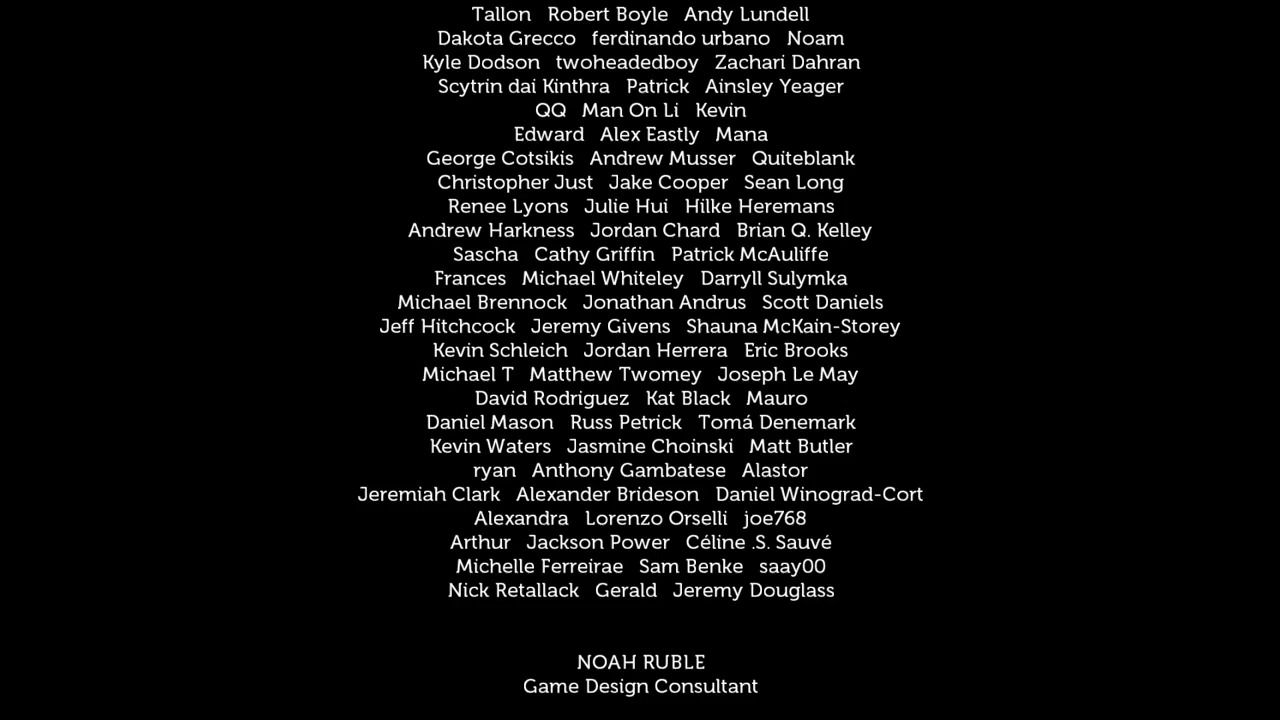 Tallon Robert Boyle Andy Lundell
Dakota Grecco ferdinando urbano Noam
Kyle Dodson twoheadedboy Zachari Dahran
Scytrin dai Kinthra Patrick Ainsley Yeager
QQ Man On Li Kevin
Edward Alex Eastly Mana
George Cotsikis Andrew Musser Quiteblank
Christopher Just Jake Cooper Sean Long
Renee Lyons Julie Hui Hilke Heremans
Andrew Harkness Jordan Chard Brian Q. Kelley
Sascha Cathy Griffin Patrick McAuliffe
Frances Michael Whiteley Darryll Sulymka
Michael Brennock Jonathan Andrus Scott Daniels
Jeff Hitchcock Jeremy Givens Shauna McKain-Storey
Kevin Schleich Jordan Herrera Eric Brooks
Michael T Matthew Twomey Joseph Le May
David Rodriguez Kat Black Mauro
Daniel Mason Russ Petrick Tomá Denemark
Kevin Waters Jasmine Choinski Matt Butler
ryan Anthony Gambatese Alastor
Jeremiah Clark Alexander Brideson Daniel Winograd-Cort
Alexandra Lorenzo Orselli joe768
Arthur Jackson Power Céline .S. Sauvé
Michelle Ferreirae Sam Benke saay00
Nick Retallack Gerald Jeremy Douglass
NOAH RUBLE
Game Design Consultant